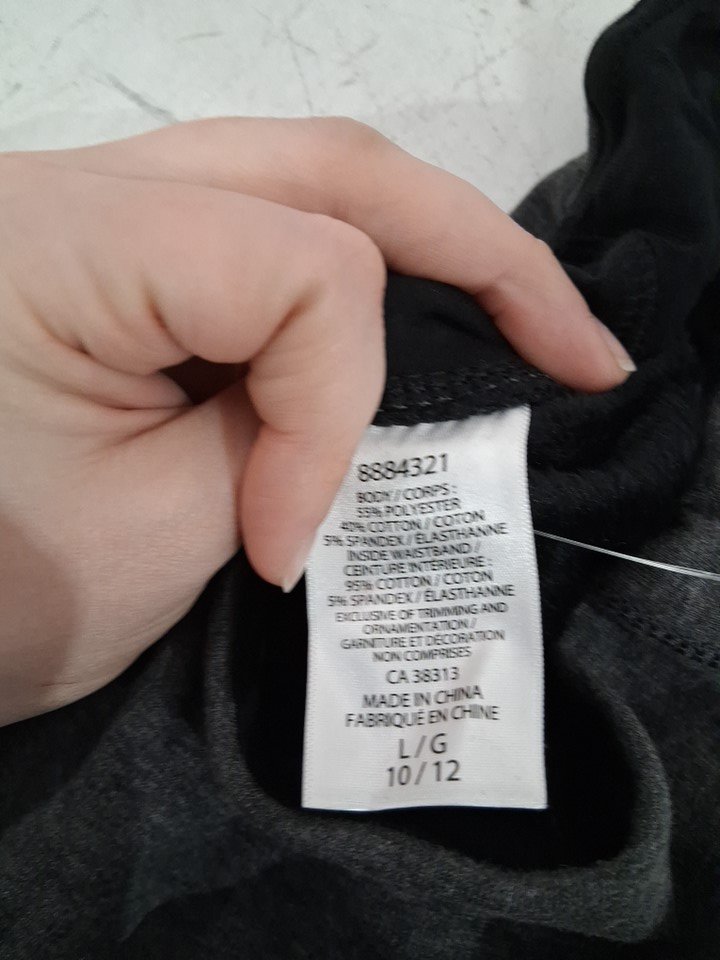 8884321
BODY / CORPS :
55% POLYESTER
40% COTTON / COTON
5% SPANDEX / ÉLASTHANNE
INSIDE WAISTBAND /
CEINTURE INTÉRIEURE :
95% COTTON / COTON
5% SPANDEX / ÉLASTHANNE
EXCLUSIVE OF TRIMMING AND
ORNAMENTATION /
GARNITURE ET DÉCORATION
NON COMPRISES
CA 38313
MADE IN CHINA
FABRIQUÉ EN CHINE
L / G
10 / 12